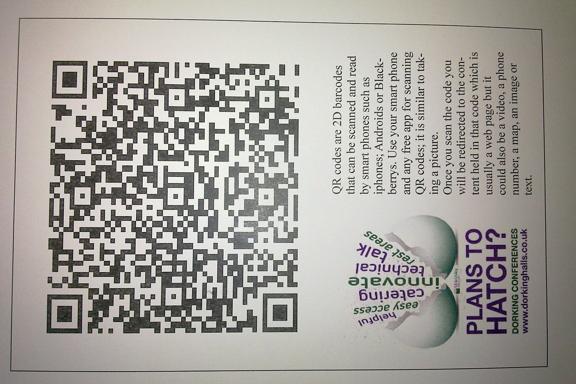 QR codes are 2D barcodes
that can be scanned and read
by smart phones such as
iphones; Androids or Black-
berrys. Use your smart phone
and any free app for scanning
QR codes; it is similar to tak-
ing a picture.
Once you scan the code you
will be redirected to the con-
tent held in that code which is
usually a web page but it
could also be a video, a phone
number, a map, an image or
text.
helpful
easy access
catering
innovate
technical
talk
rest areas
PLANS TO
HATCH?
DORKING CONFERENCES
www.dorkinghalls.co.uk